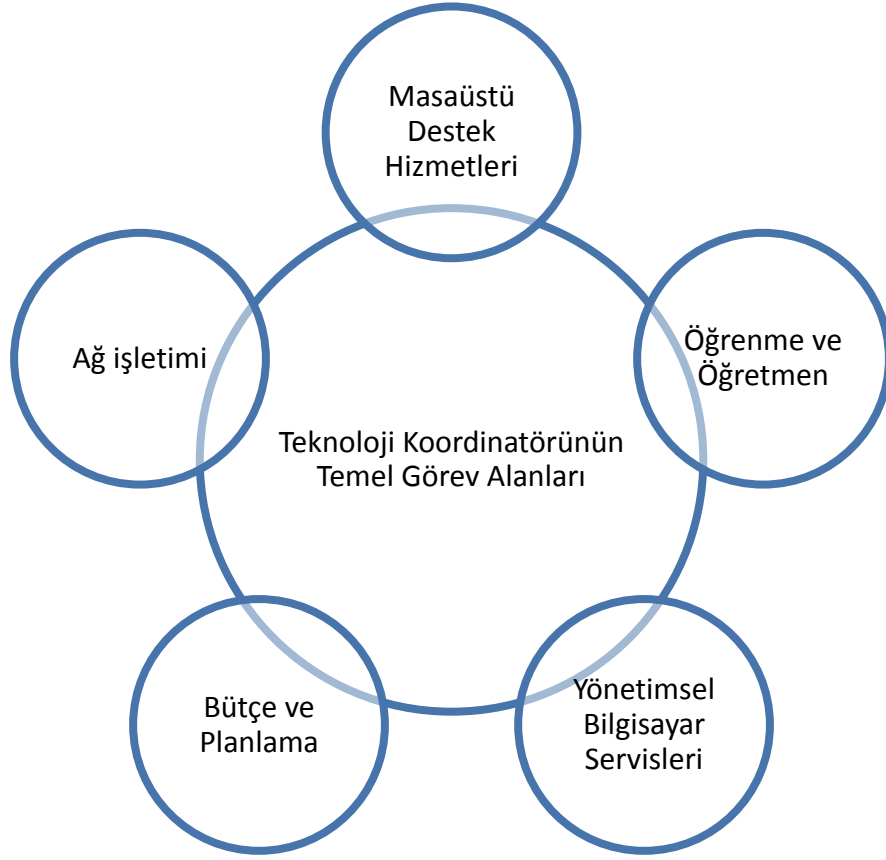 Masaüstü
Destek
Hizmetleri
Öğrenme ve
Öğretmen
Yönetimsel
Bilgisayar
Servisleri
Bütçe ve
Planlama
Ağ işletimi
Teknoloji Koordinatörünün
Temel Görev Alanları